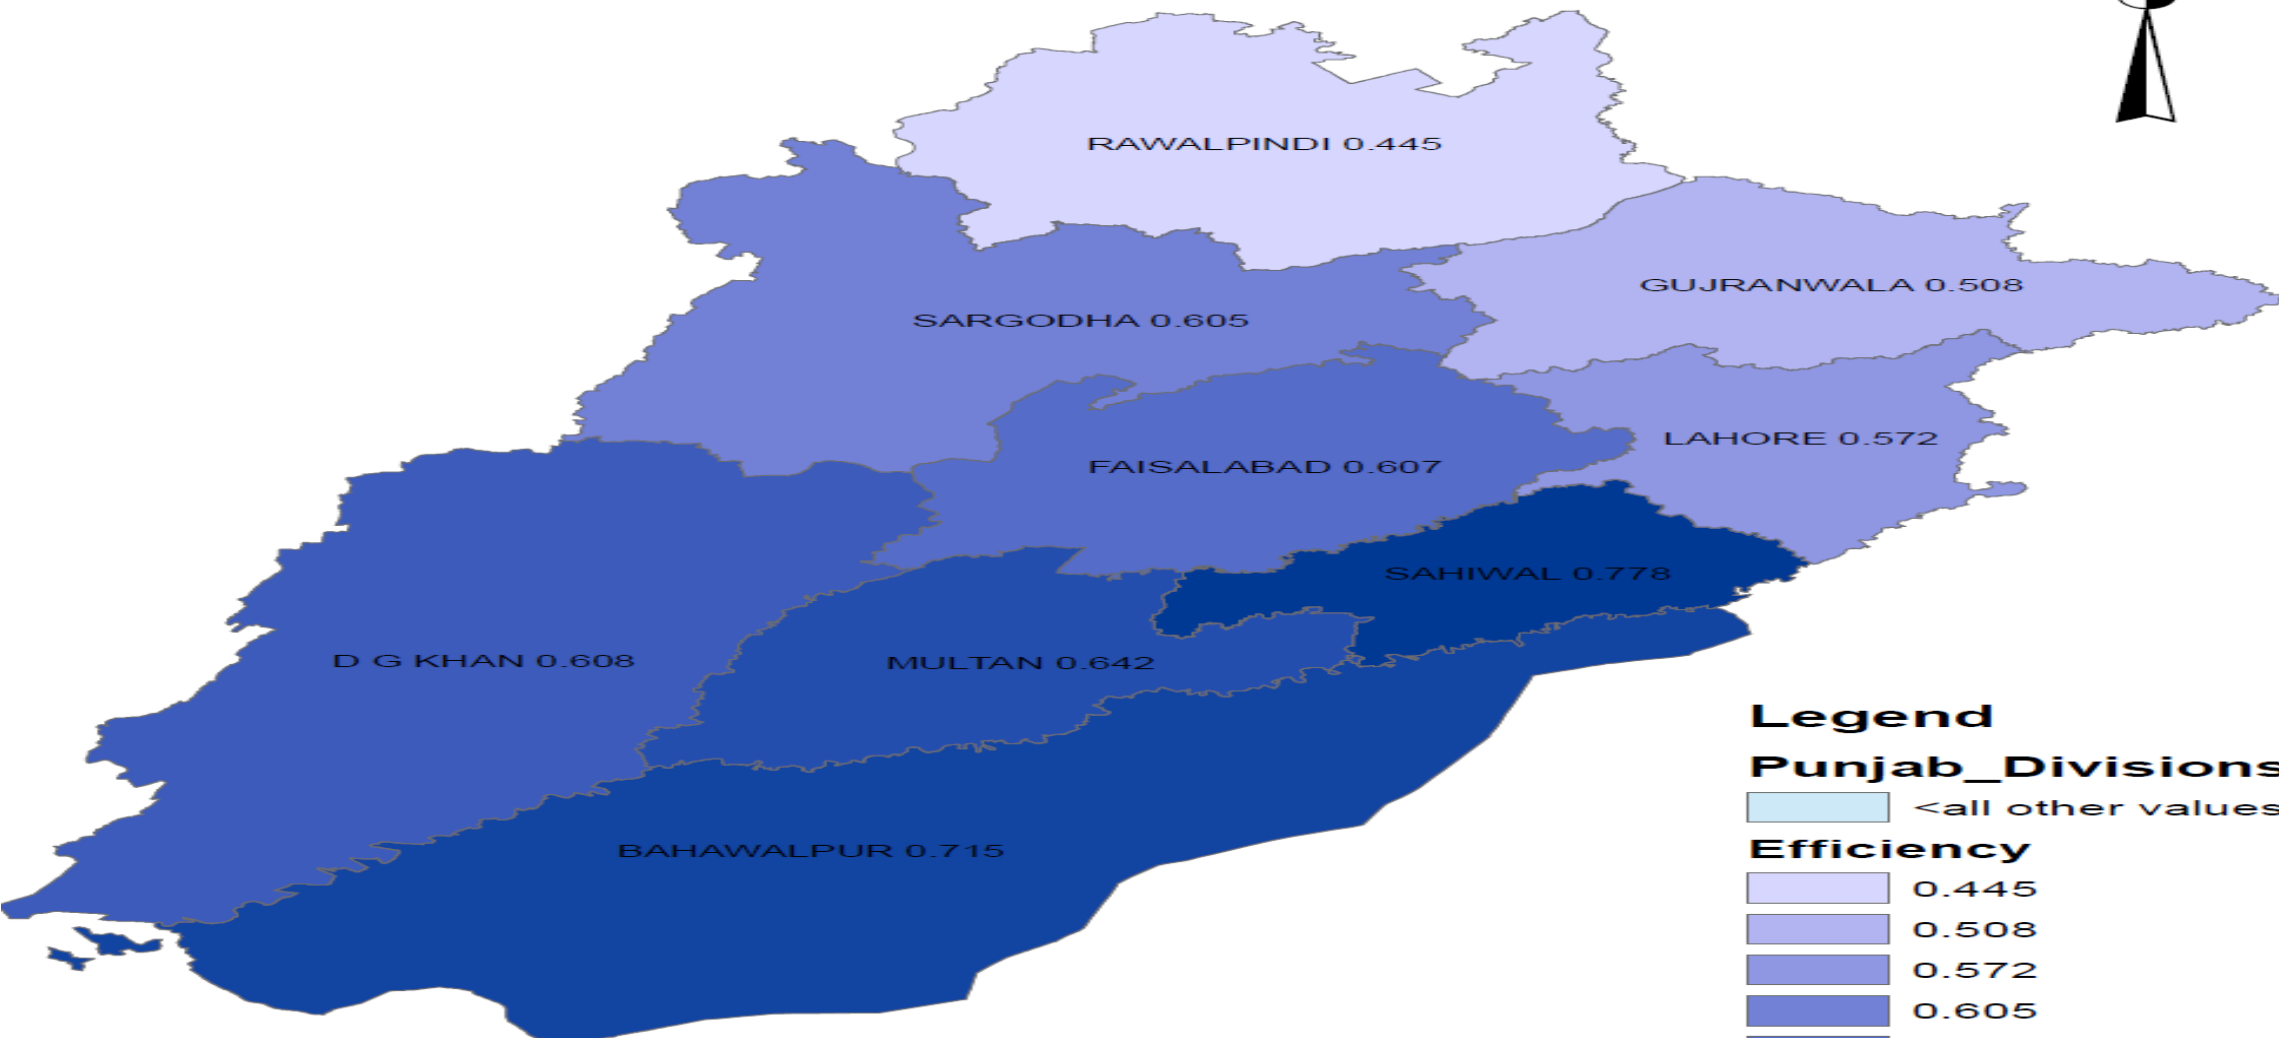 RAWALPINDI 0.445
GUJRANWALA 0.508
SARGODHA 0.605
LAHORE 0.572
FAISALABAD 0.607
SAHIWAL 0.778
D G KHAN 0.608
MULTAN 0.642
BAHAWALPUR 0.715
Legend
Punjab_Divisions
<all other values
Efficiency
0.445
0.508
0.572
0.605